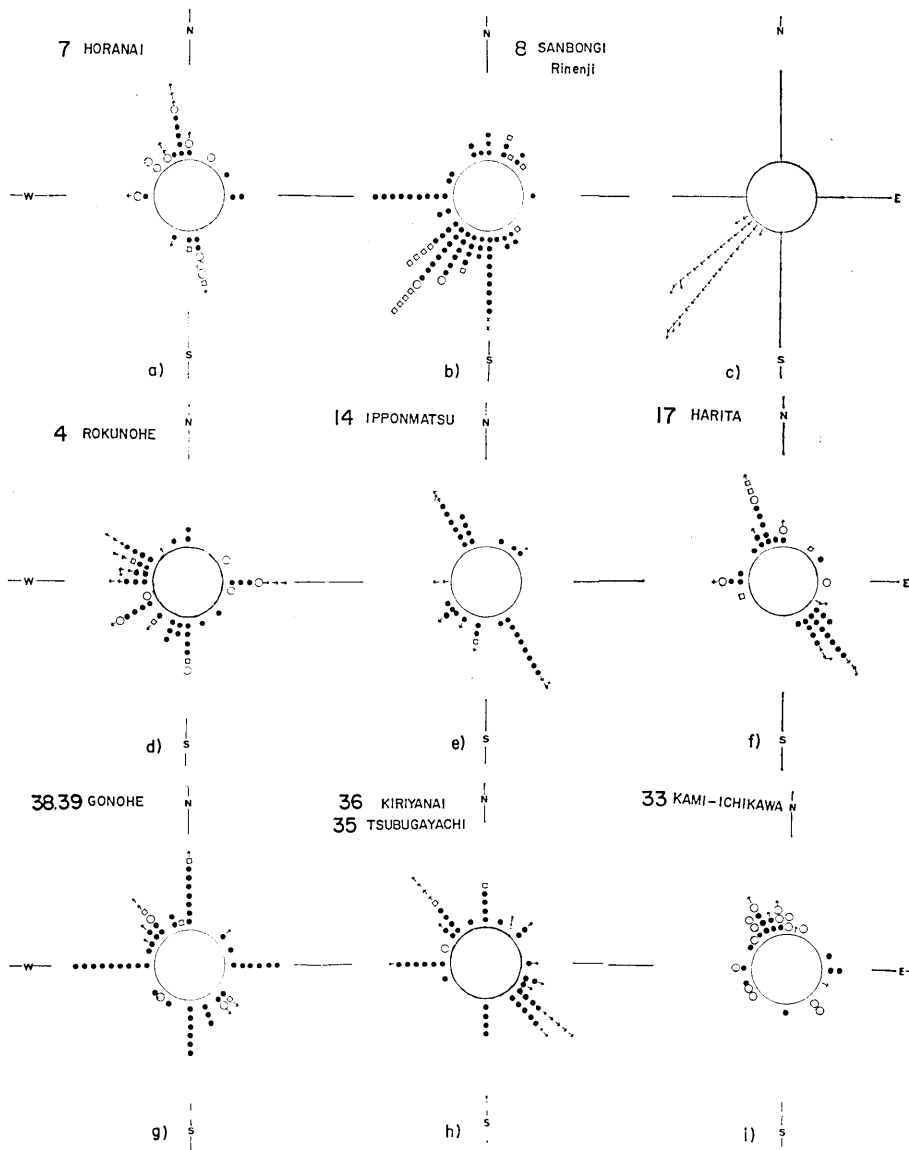 N N N
7 HORANAI 8 SANBONGI
Rinenji
W E
S S S
a) b) c)
4 ROKUNOHE 14 IPPONMATSU 17 HARITA
N N N
W E
S S S
d) e) f)
38.39 GONOHE 36 KIRIYANAI 33 KAMI-ICHIKAWA
N N N
35 TSUBUGAYACHI
W E
S S S
g) h) i)